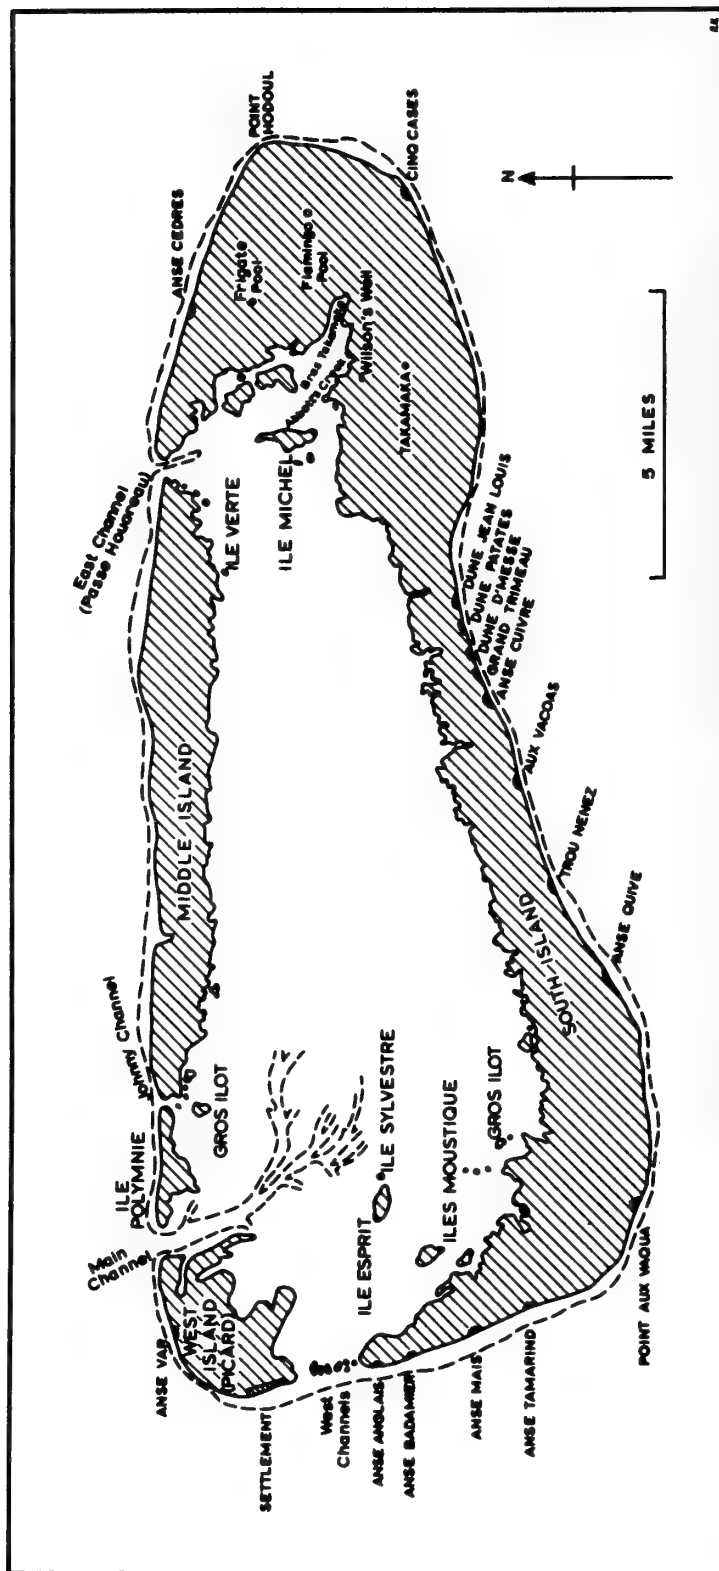 ANSE VAR
Main
Channel
ILE
POLYMNIE
Johnny Channel
East Channel
(Passe Houareau)
ANSE CEDRES
POINT
HODOUL
WEST
ISLAND
(PICARD)
GROS ILOT
MIDDLE ISLAND
ILE VERTE
ILE MICHEL
Frigate
Pool
Flamingo
Pool
Bras Takamaka
Creek
Wilson's Well
TAKAMAKA
CINQ CASES
N
SETTLEMENT
West
Channels
ANSE ANGLAIS
ANSE BADAMIER
ANSE MAIS
ANSE TAMARIND
ILE ESPRIT
ILE SYLVESTRE
ILES MOUSTIQUE
GROS ILOT
SOUTH ISLAND
POINT AUX VAQUA
ANSE QUIVE
TROU NENEZ
AUX VACOAS
ANSE CUIVRE
GRAND TRIMEAU
DUNE D'MESSE
DUNE PATATES
DUNE JEAN LOUIS
5 MILES